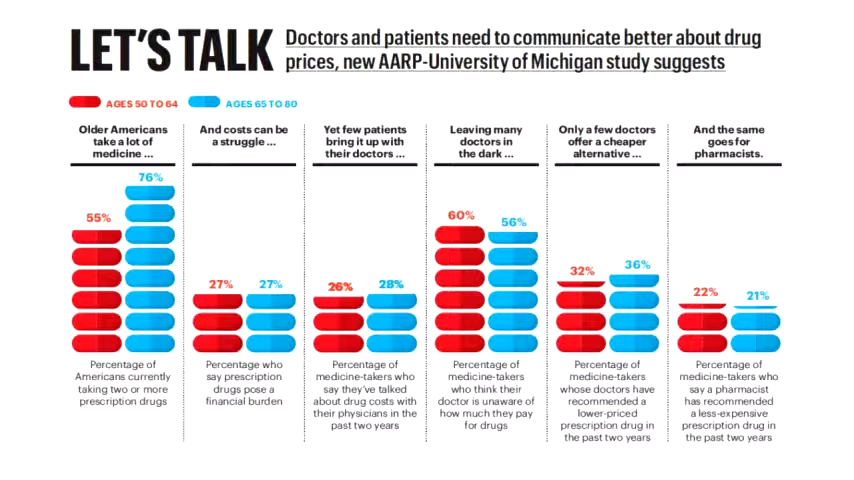 LET'S TALK
Doctors and patients need to communicate better about drug
prices, new AARP-University of Michigan study suggests
AGES 50 TO 64
AGES 65 TO 80
Older Americans
take a lot of
medicine ...
76%
55%
Percentage of
Americans currently
taking two or more
prescription drugs
And costs can be
a struggle ...
27%
27%
Percentage who
say prescription
drugs pose a
financial burden
Yet few patients
bring it up with
their doctors ...
26%
28%
Percentage of
medicine-takers who
say they've talked
about drug costs with
their physicians in the
past two years
Leaving many
doctors in
the dark ...
60%
56%
Percentage of
medicine-takers
who think their
doctor is unaware of
how much they pay
for drugs
Only a few doctors
offer a cheaper
alternative ...
32%
36%
Percentage of
medicine-takers
whose doctors have
recommended a
lower-priced
prescription drug in
the past two years
And the same
goes for
pharmacists.
22%
21%
Percentage of
medicine-takers who
say a pharmacist
has recommended
a less-expensive
prescription drug in
the past two years